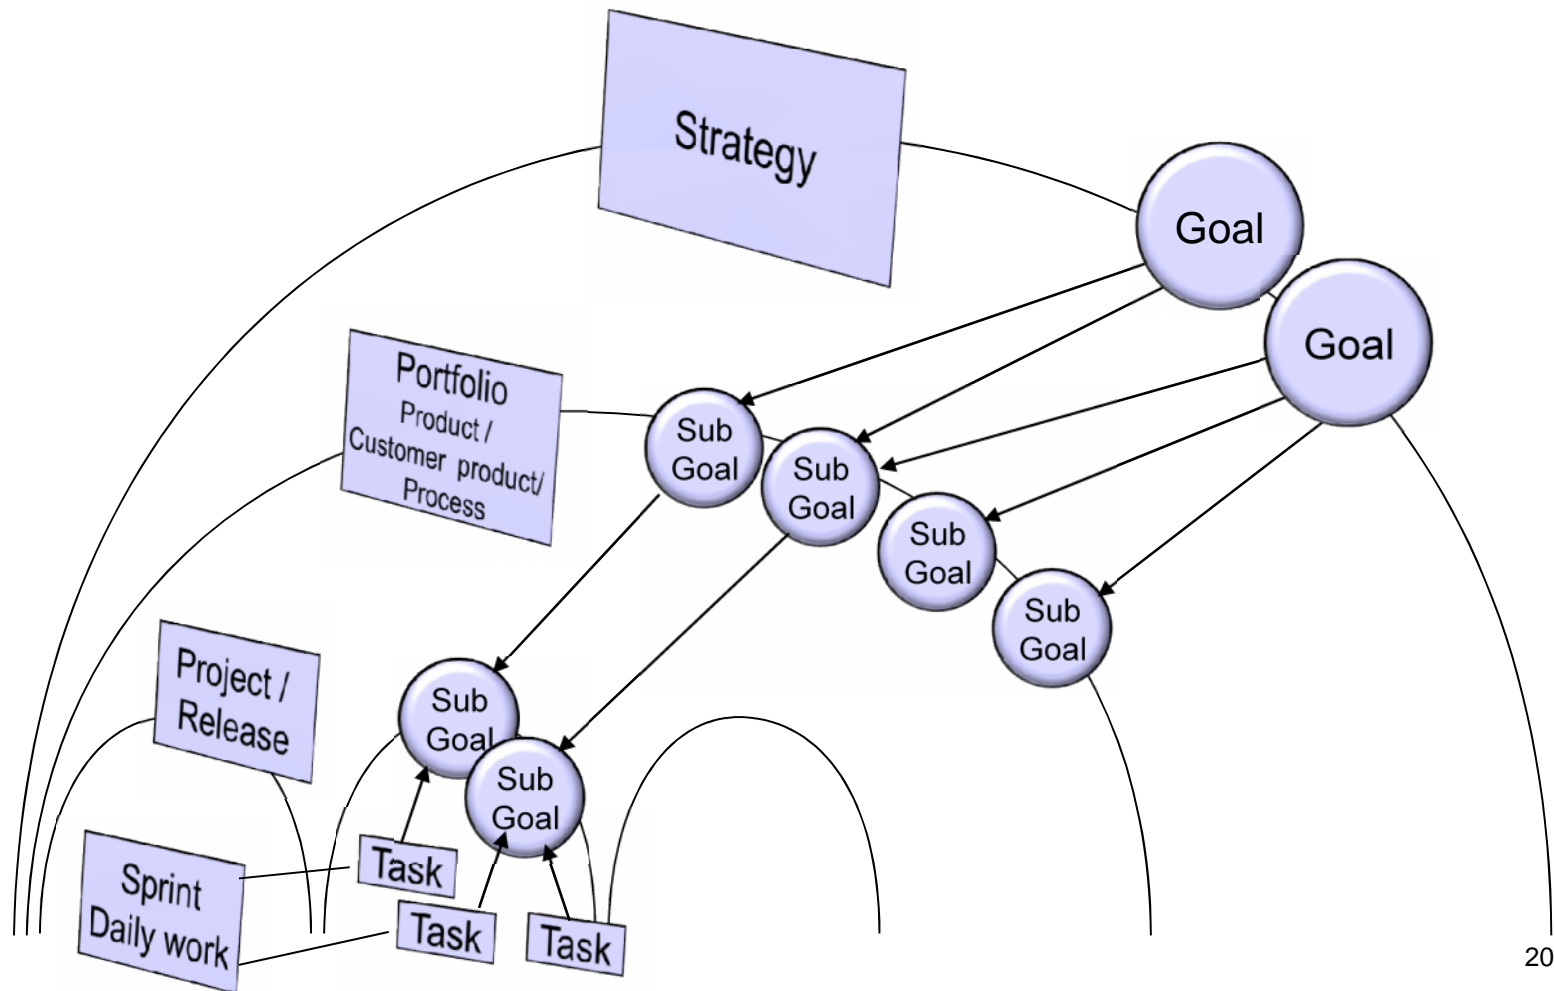 Strategy
Goal
Goal
Portfolio
Product /
Customer product/
Process
Sub
Goal
Sub
Goal
Sub
Goal
Sub
Goal
Project /
Release
Sub
Goal
Sub
Goal
Sprint
Daily work
Task
Task
Task
20